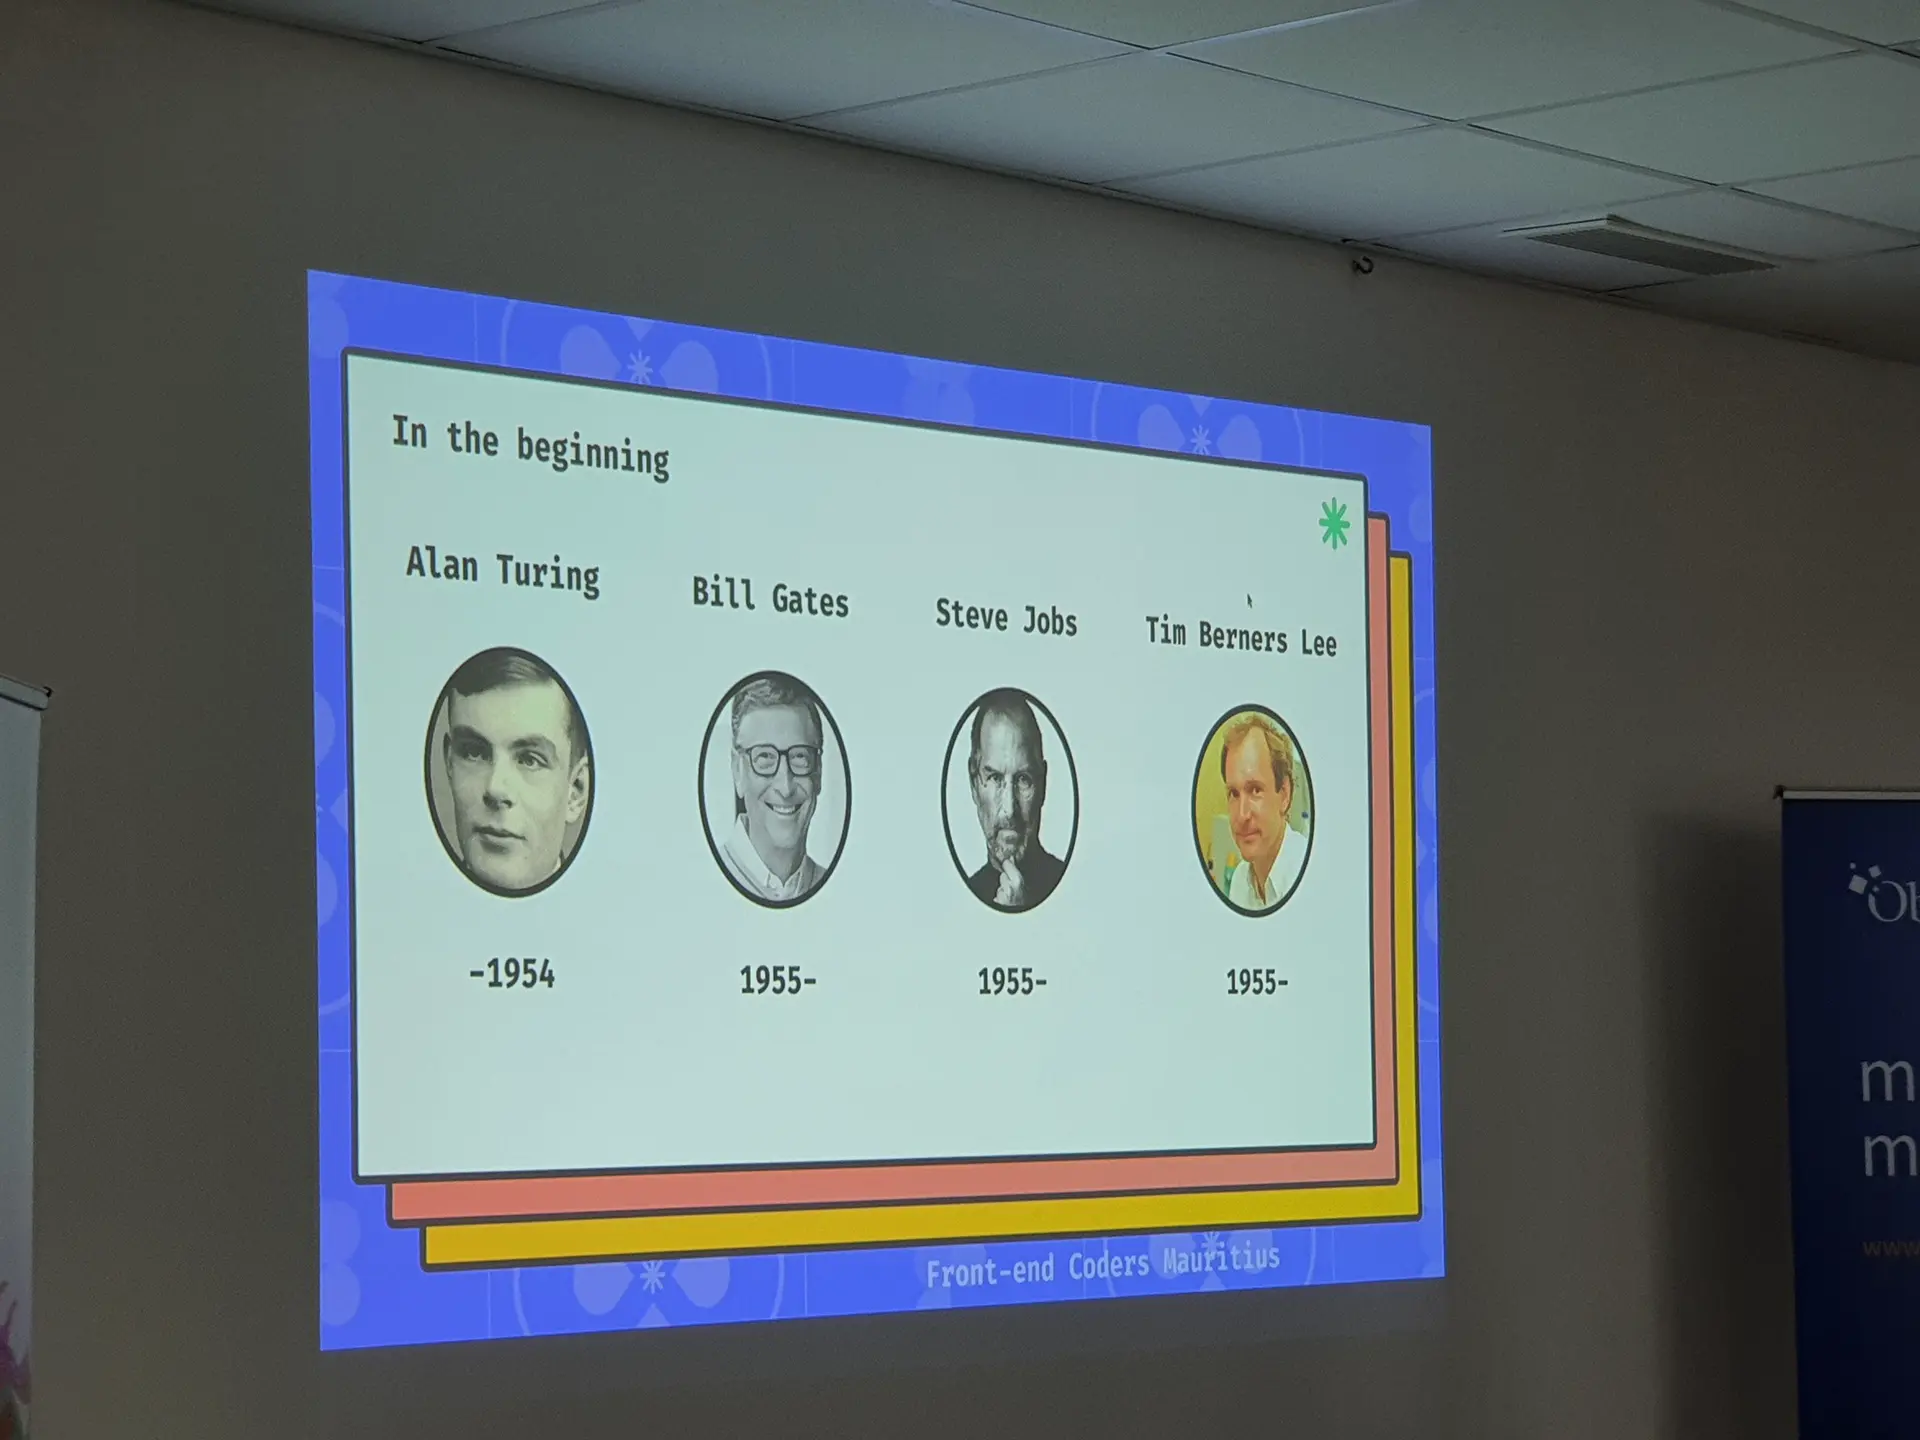 In the beginning
Alan Turing
Bill Gates
Steve Jobs
Tim Berners Lee
-1954
1955-
1955-
1955-
Front-end Coders Mauritius
Ob
m
m
www